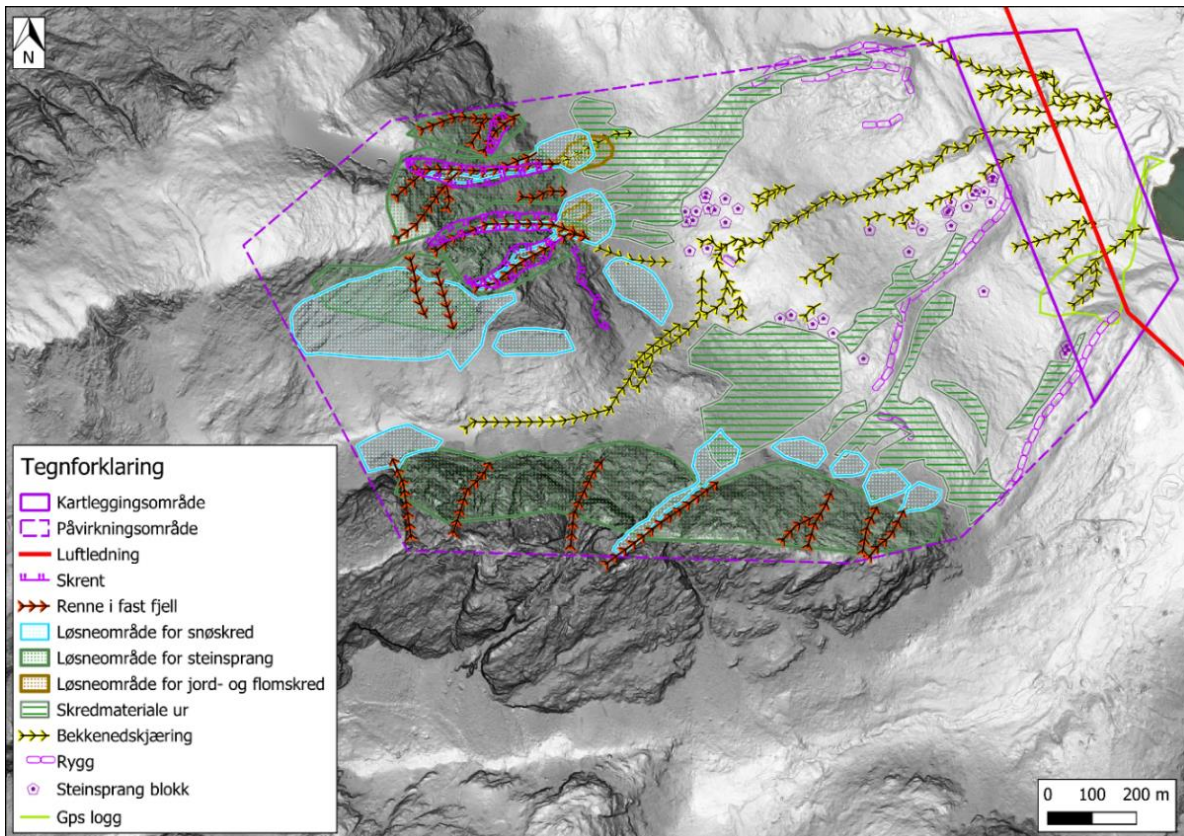 N
Tegnforklaring
Kartleggingsområde
Påvirkningsområde
Luftledning
Skrent
Renne i fast fjell
Løsneområde for snøskred
Løsneområde for steinsprang
Løsneområde for jord- og flomskred
Skredmateriale ur
Bekkenedskjæring
Rygg
Steinsprang blokk
Gps logg
0 100 200 m